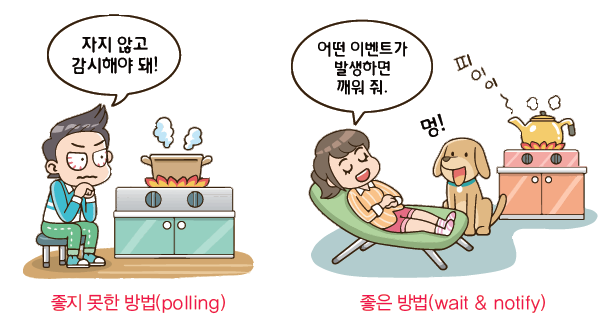 자지 않고
감시해야 돼!
어떤 이벤트가
발생하면
깨워 줘.
멍!
피이이~
좋지 못한 방법(polling)
좋은 방법(wait & notify)